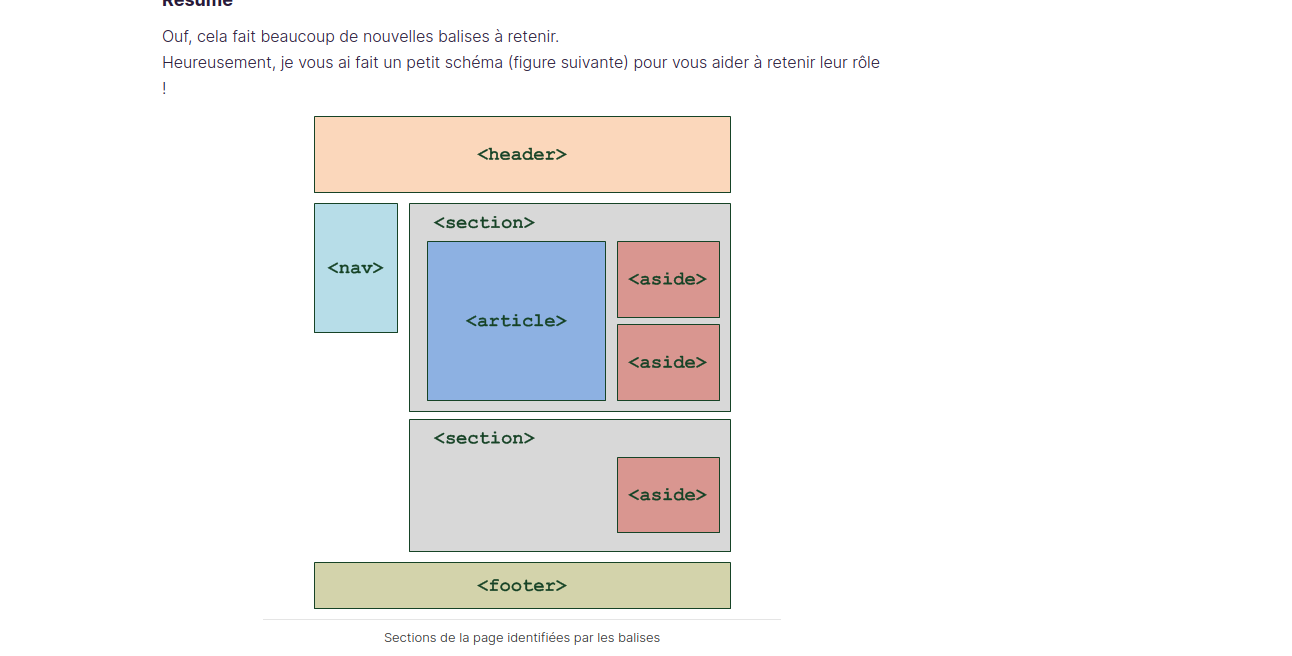 Résumé
Ouf, cela fait beaucoup de nouvelles balises à retenir.
Heureusement, je vous ai fait un petit schéma (figure suivante) pour vous aider à retenir leur rôle
!
<header>
<nav>
<section>
<article>
<aside>
<aside>
<section>
<aside>
<footer>
Sections de la page identifiées par les balises